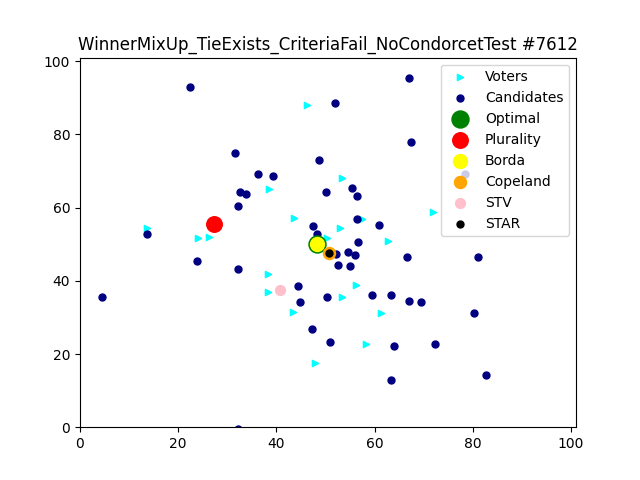 WinnerMixUp_TieExists_CriteriaFail_NoCondorcetTest #7612
100
80
60
40
20
0
0 20 40 60 80 100
Voters
Candidates
Optimal
Plurality
Borda
Copeland
STV
STAR